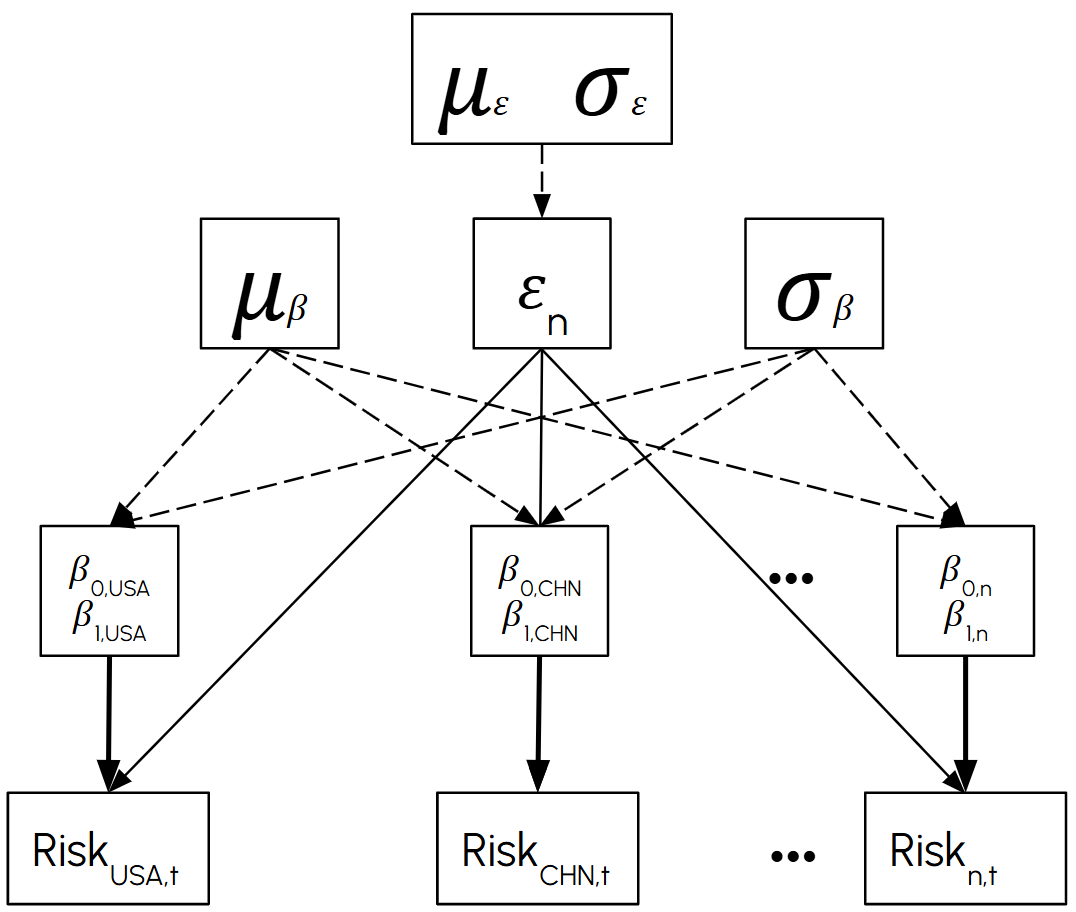 με σε
μβ
εn
σβ
β0,USA
β1,USA
β0,CHN
β1,CHN
...
β0,n
β1,n
RiskUSA,t
RiskCHN,t
...
Riskn,t